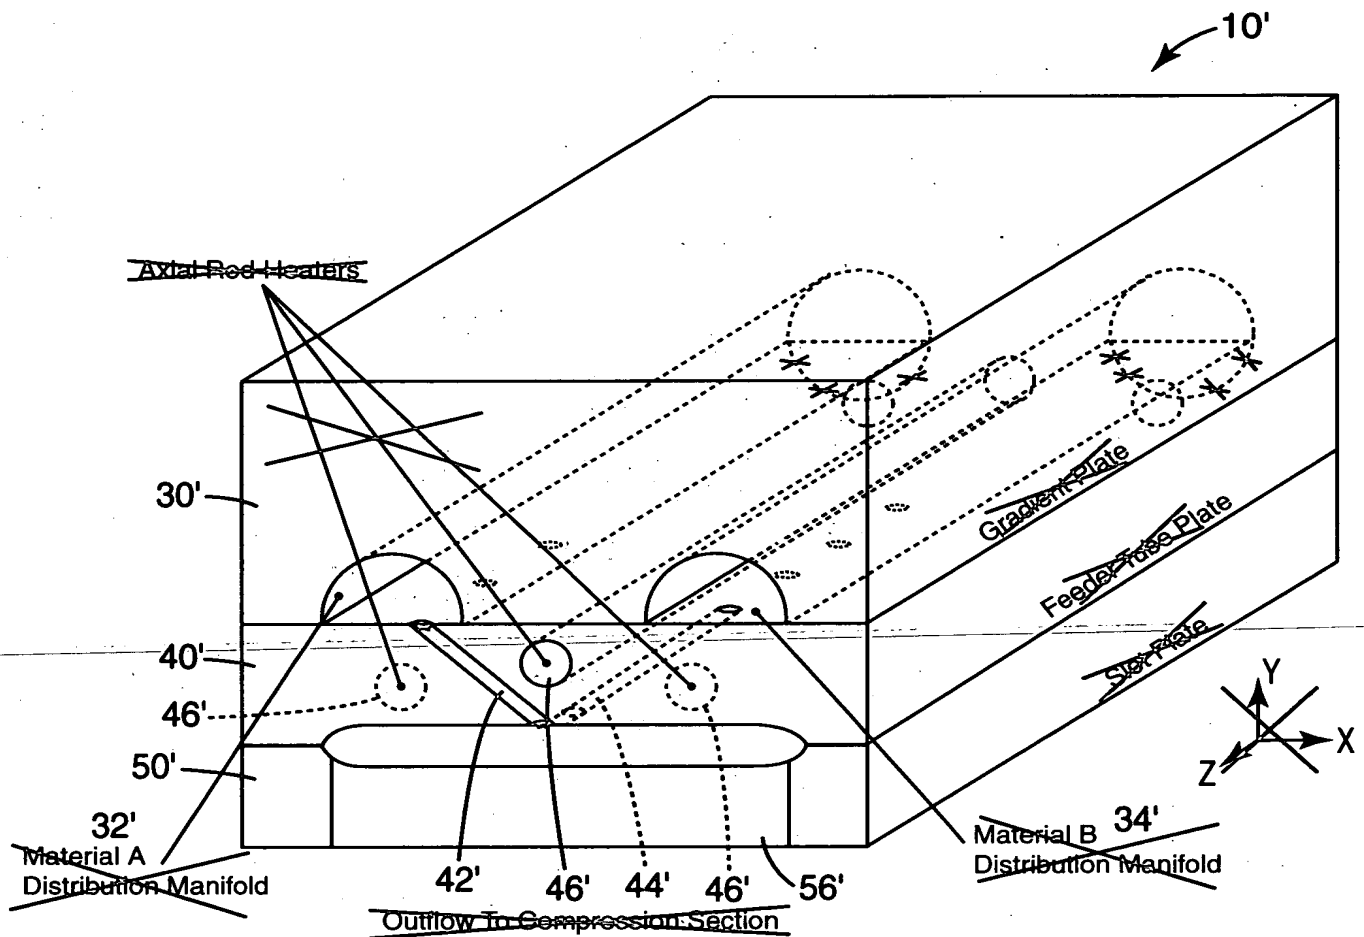 10'
Axial Rod Heaters
30'
Gradient Plate
Feeder Tube Plate
40'
Slot Plate
46'
Y
X
Z
50'
32'
Material A
Distribution Manifold
34'
Material B
Distribution Manifold
42'
46'
44'
46'
56'
Outflow To Compression Section